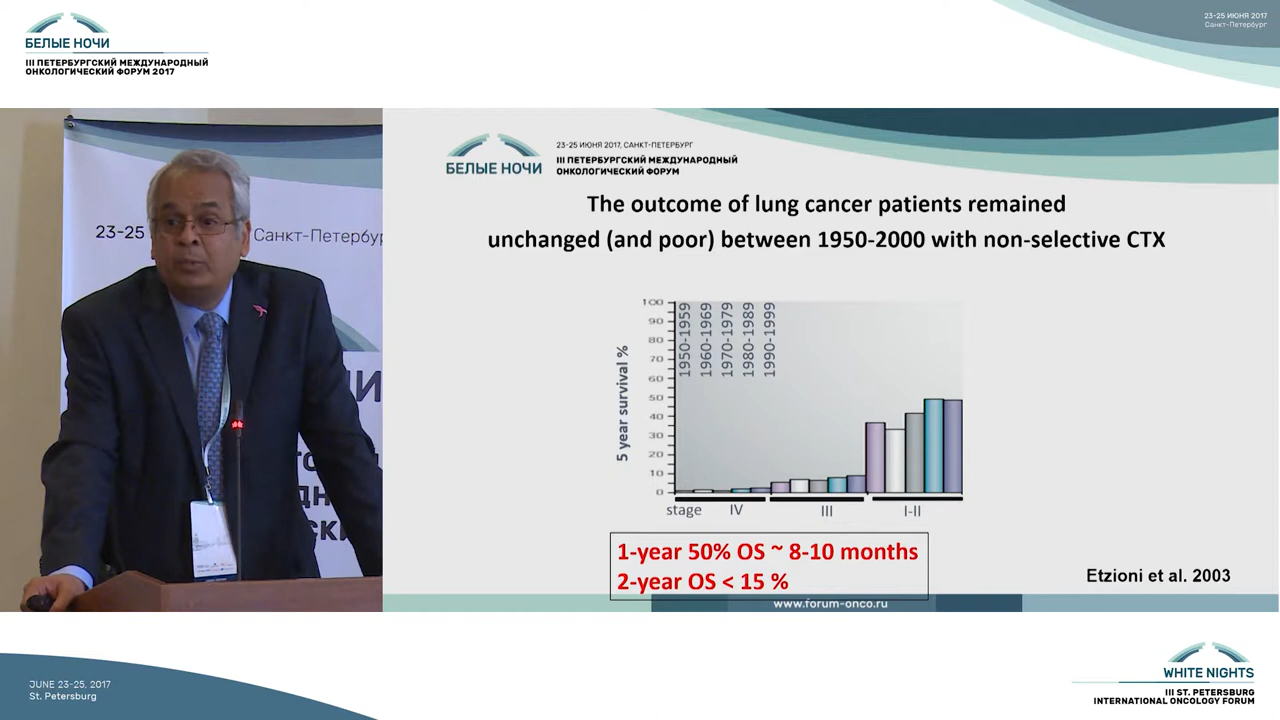 БЕЛЫЕ НОЧИ
III ПЕТЕРБУРГСКИЙ МЕЖДУНАРОДНЫЙ
ОНКОЛОГИЧЕСКИЙ ФОРУМ 2017
23-25 ИЮНЯ 2017
Санкт-Петербург
23-25
Санкт-Петербур
23-25 ИЮНЯ 2017, САНКТ-ПЕТЕРБУРГ
БЕЛЫЕ НОЧИ
III ПЕТЕРБУРГСКИЙ МЕЖДУНАРОДНЫЙ
ОНКОЛОГИЧЕСКИЙ ФОРУМ
The outcome of lung cancer patients remained
unchanged (and poor) between 1950-2000 with non-selective CTX
5 year survival %
100
90
80
70
60
50
40
30
20
10
0
1950-1959
1960-1969
1970-1979
1980-1989
1990-1999
stage IV III I-II
1-year 50% OS ~ 8-10 months
2-year OS < 15 %
Etzioni et al. 2003
www.forum-onco.ru
JUNE 23-25, 2017
St. Petersburg
WHITE NIGHTS
III ST. PETERSBURG
INTERNATIONAL ONCOLOGY FORUM